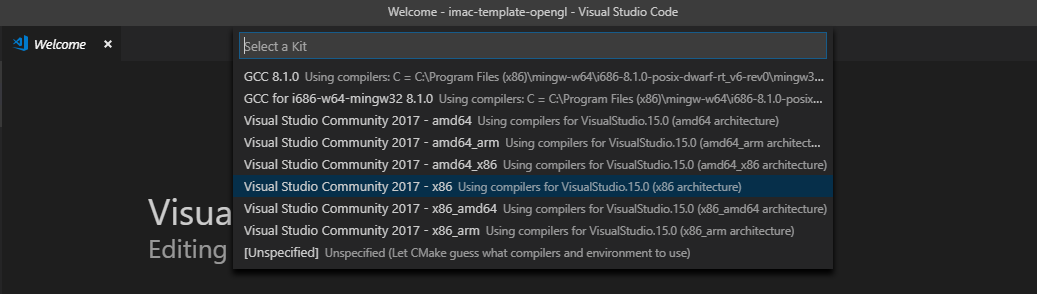 Welcome - imac-template-opengl - Visual Studio Code
Welcome ×
Select a Kit
GCC 8.1.0 Using compilers: C = C:\Program Files (x86)\mingw-w64\i686-8.1.0-posix-dwarf-rt_v6-rev0\mingw3...
GCC for i686-w64-mingw32 8.1.0 Using compilers: C = C:\Program Files (x86)\mingw-w64\i686-8.1.0-posix...
Visual Studio Community 2017 - amd64 Using compilers for VisualStudio.15.0 (amd64 architecture)
Visual Studio Community 2017 - amd64_arm Using compilers for VisualStudio.15.0 (amd64_arm architect...
Visual Studio Community 2017 - amd64_x86 Using compilers for VisualStudio.15.0 (amd64_x86 architecture)
Visual Studio Community 2017 - x86 Using compilers for VisualStudio.15.0 (x86 architecture)
Visual Studio Community 2017 - x86_amd64 Using compilers for VisualStudio.15.0 (x86_amd64 architecture)
Visual Studio Community 2017 - x86_arm Using compilers for VisualStudio.15.0 (x86_arm architecture)
[Unspecified] Unspecified (Let CMake guess what compilers and environment to use)
Visua
Editing